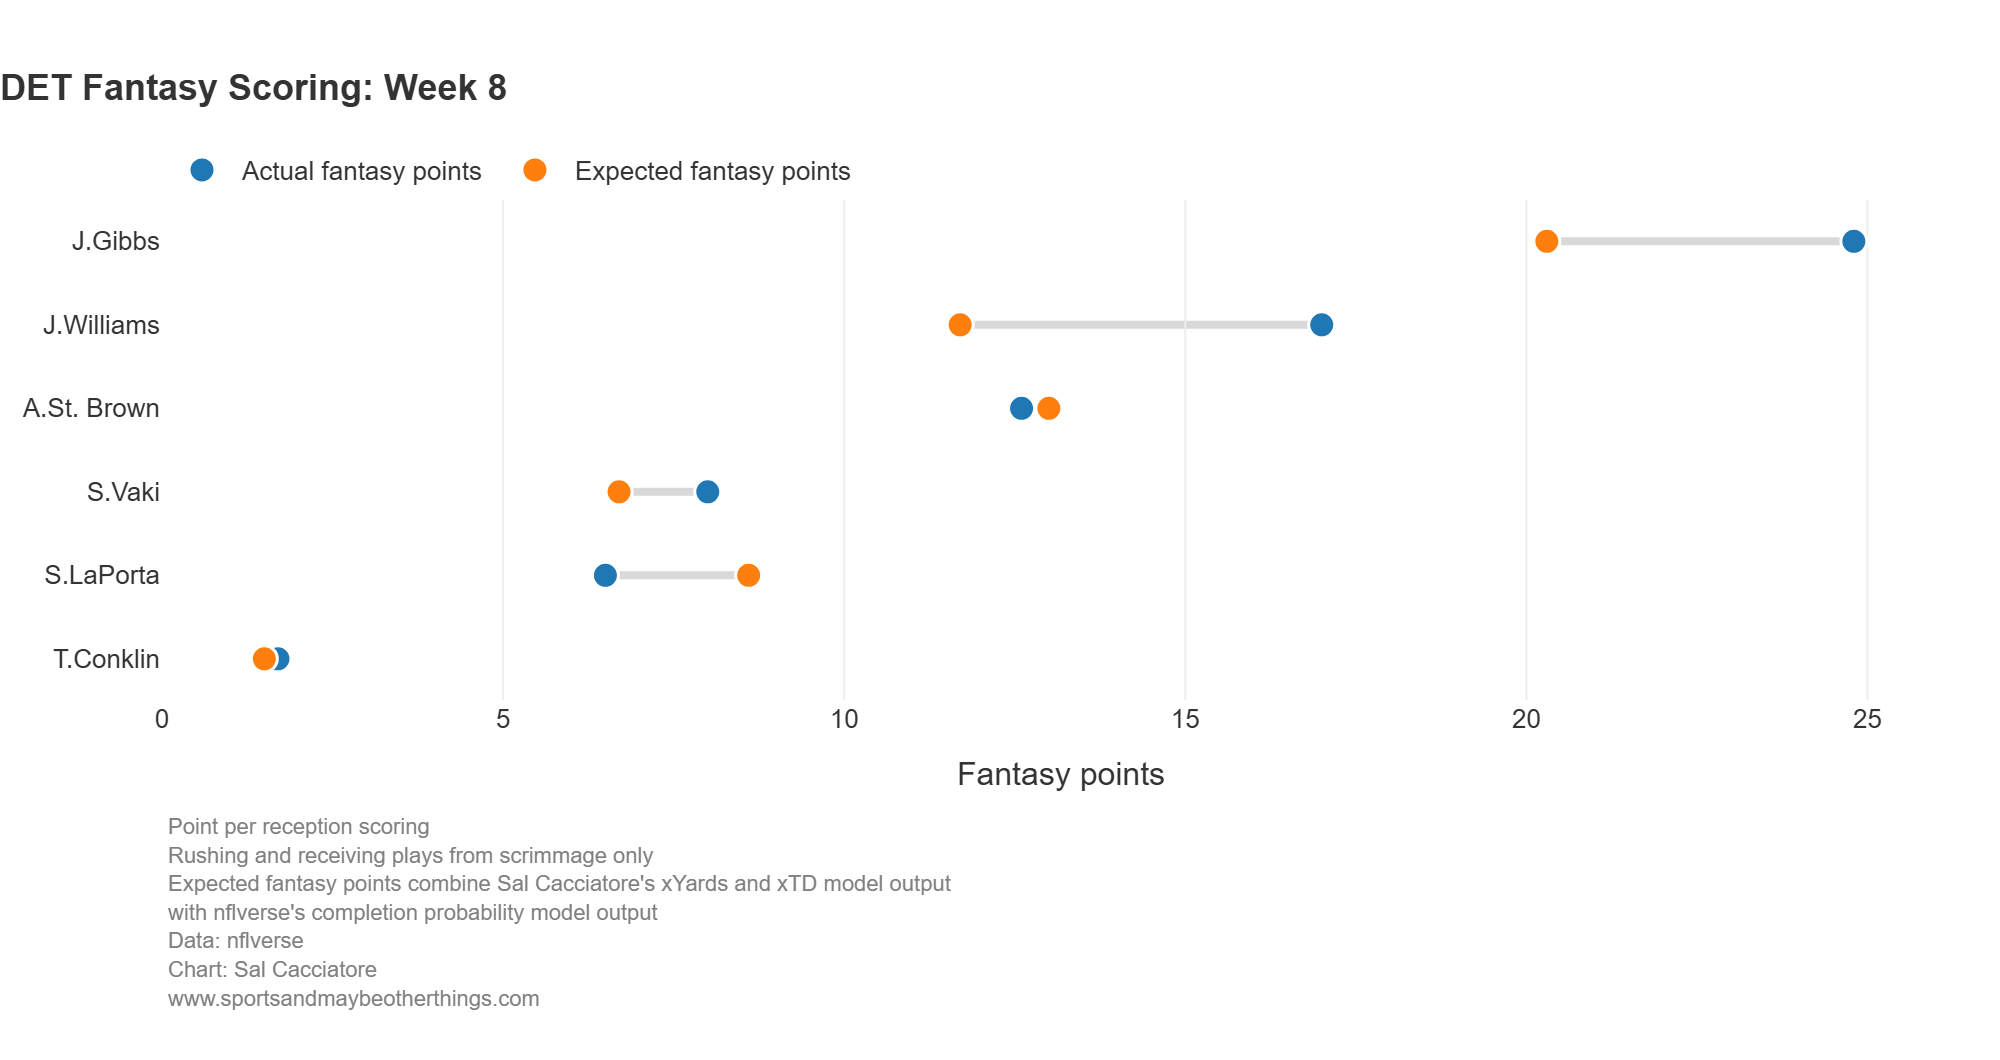 DET Fantasy Scoring: Week 8
Actual fantasy points
Expected fantasy points
J.Gibbs
J.Williams
A.St. Brown
S.Vaki
S.LaPorta
T.Conklin
0 5 10 15 20 25
Fantasy points
Point per reception scoring
Rushing and receiving plays from scrimmage only
Expected fantasy points combine Sal Cacciatore's xYards and xTD model output
with nflverse's completion probability model output
Data: nflverse
Chart: Sal Cacciatore
www.sportsandmaybeotherthings.com